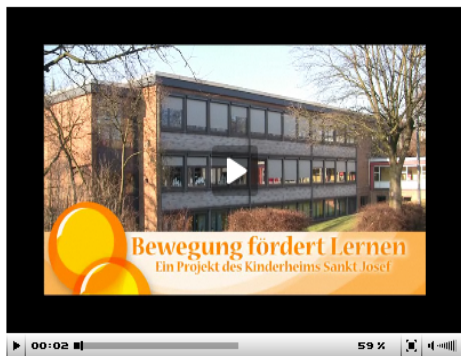 Bewegung fördert Lernen
Ein Projekt des Kinderheims Sankt Josef
00:02
59 %